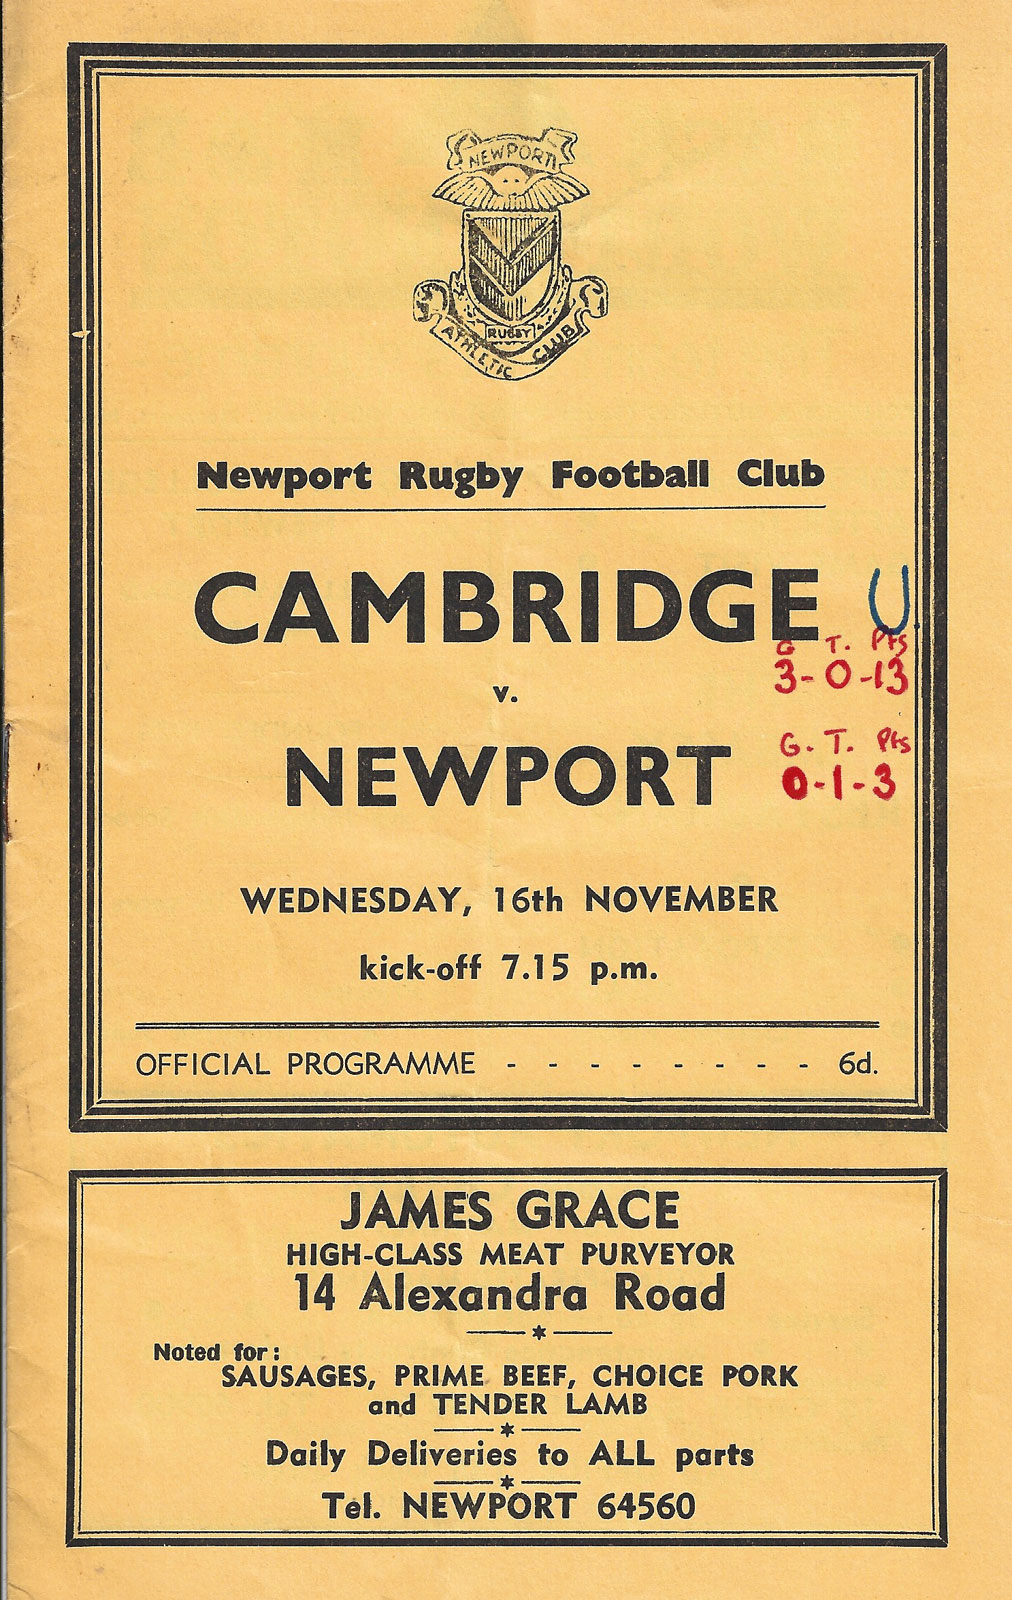 NEWPORT
RUGBY
ATHLETIC CLUB
Newport Rugby Football Club
CAMBRIDGE U.
G T. Pts
3-0-13
v.
NEWPORT
G. T. Pts
0-1-3
WEDNESDAY, 16th NOVEMBER
kick-off 7.15 p.m.
OFFICIAL PROGRAMME - - - - - - - - 6d.
JAMES GRACE
HIGH-CLASS MEAT PURVEYOR
14 Alexandra Road
Noted for:
SAUSAGES, PRIME BEEF, CHOICE PORK
and TENDER LAMB
Daily Deliveries to ALL parts
Tel. NEWPORT 64560